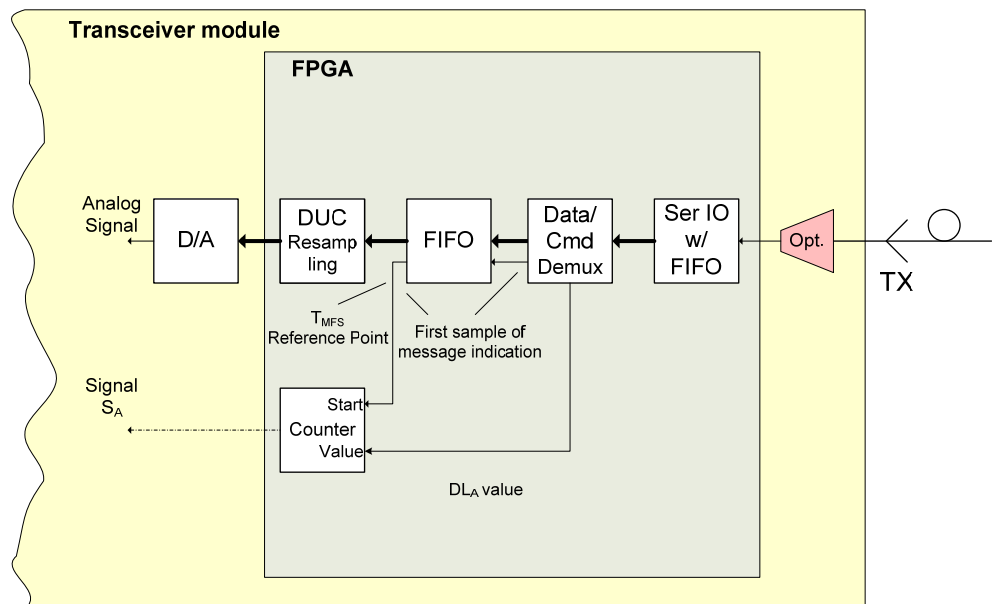 Transceiver module
FPGA
Analog
Signal
D/A
DUC
Resamp
ling
FIFO
Data/
Cmd
Demux
Ser IO
w/
FIFO
Opt.
TX
TMFS
Reference Point
First sample of
message indication
Signal
SA
Start
Counter
Value
DLA value